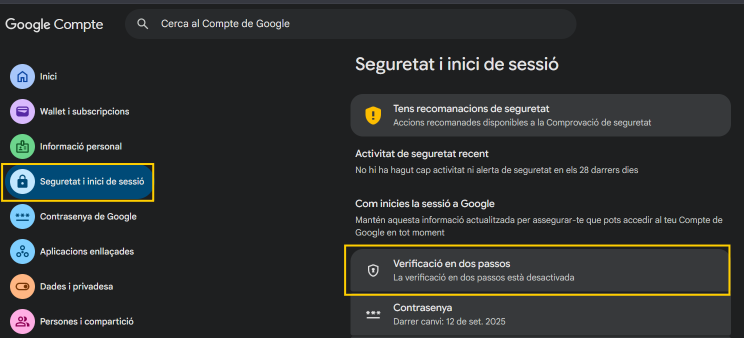 Google Compte
Cerca al Compte de Google
Inici
Wallet i subscripcions
Informació personal
Seguretat i inici de sessió
Contrasenya de Google
Aplicacions enllaçades
Dades i privadesa
Persones i compartició
Seguretat i inici de sessió
Tens recomanacions de seguretat
Accions recomanades disponibles a la Comprovació de seguretat
Activitat de seguretat recent
No hi ha hagut cap activitat ni alerta de seguretat en els 28 darrers dies
Com inicies la sessió a Google
Mantén aquesta informació actualitzada per assegurar-te que pots accedir al teu Compte de
Google en tot moment
Verificació en dos passos
La verificació en dos passos està desactivada
Contrasenya
Darrer canvi: 12 de set. 2025